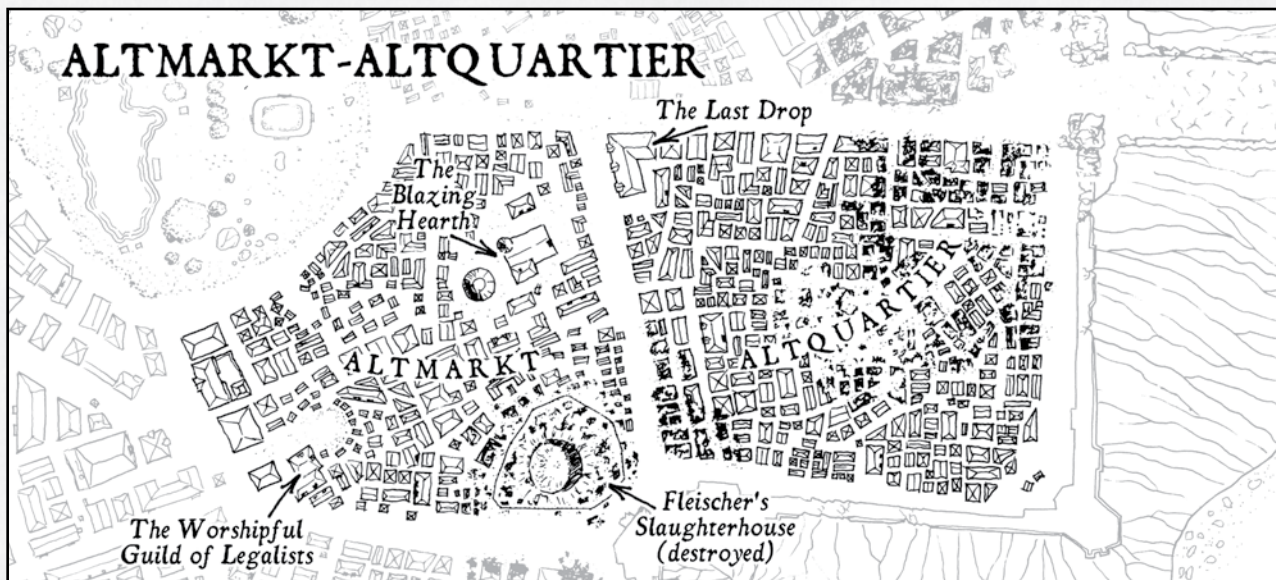 ALTMARKT-ALTQUARTIER
The Last Drop
The
Blazing
Hearth
ALTMARKT
ALTQUARTIER
The Worshipful
Guild of Legalists
Fleischer's
Slaughterhouse
(destroyed)